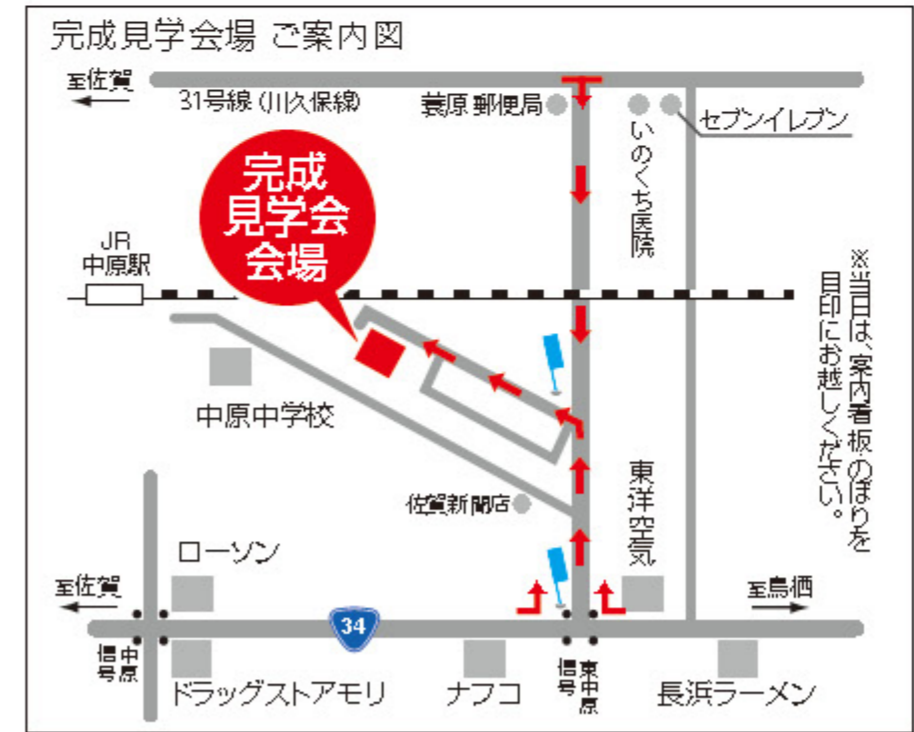 完成見学会場 ご案内図
至佐賀
31号線(川久保線)
蓑原郵便局
セブンイレブン
いのくち医院
完成
見学会
会場
JR
中原駅
※当日は、案内看板・のぼりを
目印にお越しください。
中原中学校
佐賀新聞店
東洋空気
ローソン
至佐賀
至鳥栖
34
中原
信号
ドラッグストアモリ
ナフコ
東中原
信号
長浜ラーメン